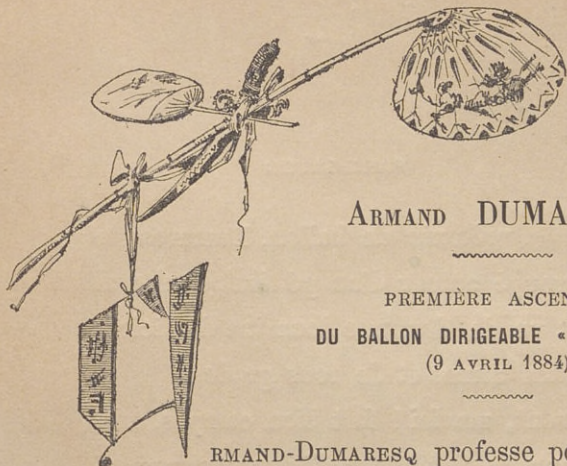 ARMAND DUMA
PREMIÈRE ASCEN
DU BALLON DIRIGEABLE «
(9 AVRIL 1884)
RMAND-DUMARESQ professe po